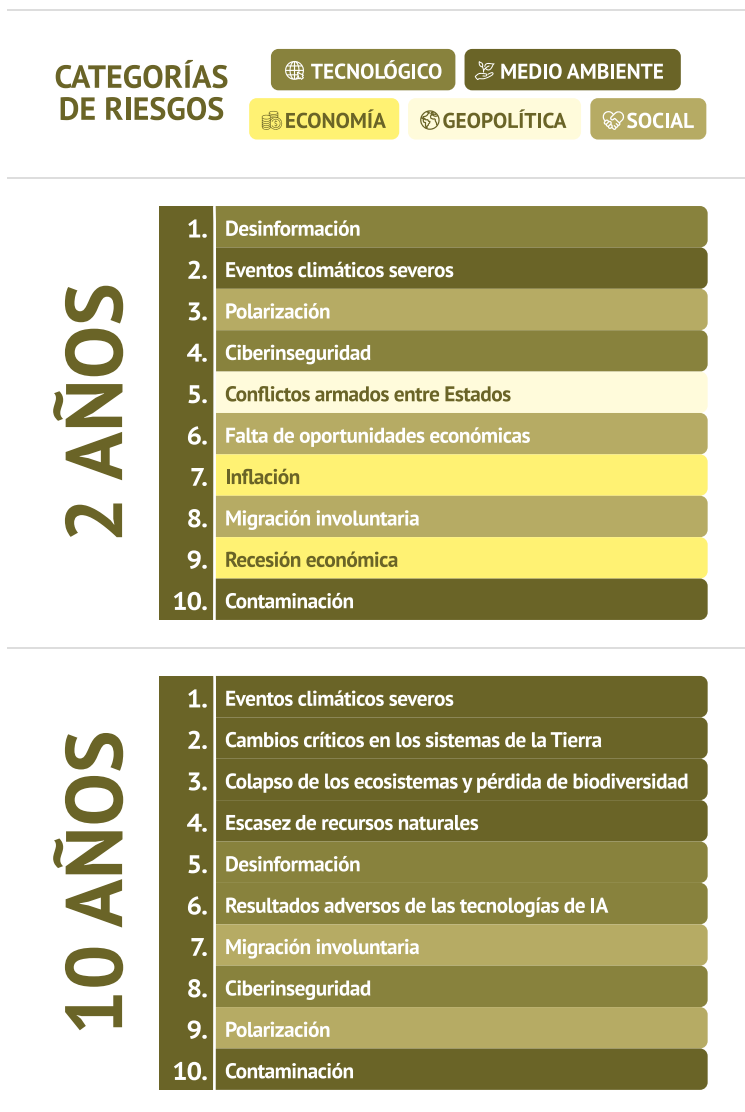 CATEGORÍAS
DE RIESGOS
TECNOLÓGICO
MEDIO AMBIENTE
ECONOMÍA
GEOPOLÍTICA
SOCIAL
2 AÑOS
1. Desinformación
2. Eventos climáticos severos
3. Polarización
4. Ciberinseguridad
5. Conflictos armados entre Estados
6. Falta de oportunidades económicas
7. Inflación
8. Migración involuntaria
9. Recesión económica
10. Contaminación
10 AÑOS
1. Eventos climáticos severos
2. Cambios críticos en los sistemas de la Tierra
3. Colapso de los ecosistemas y pérdida de biodiversidad
4. Escasez de recursos naturales
5. Desinformación
6. Resultados adversos de las tecnologías de IA
7. Migración involuntaria
8. Ciberinseguridad
9. Polarización
10. Contaminación